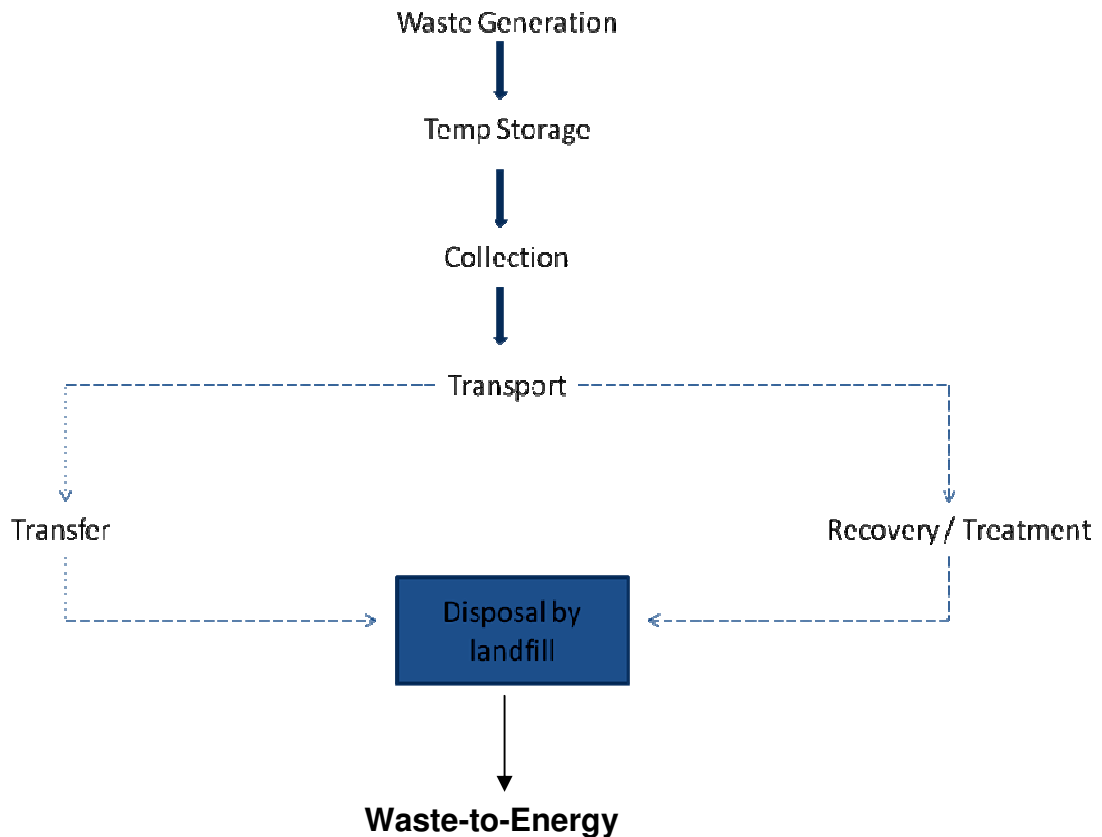 Waste Generation
Temp Storage
Collection
Transport
Transfer
Recovery / Treatment
Disposal by
landfill
Waste-to-Energy